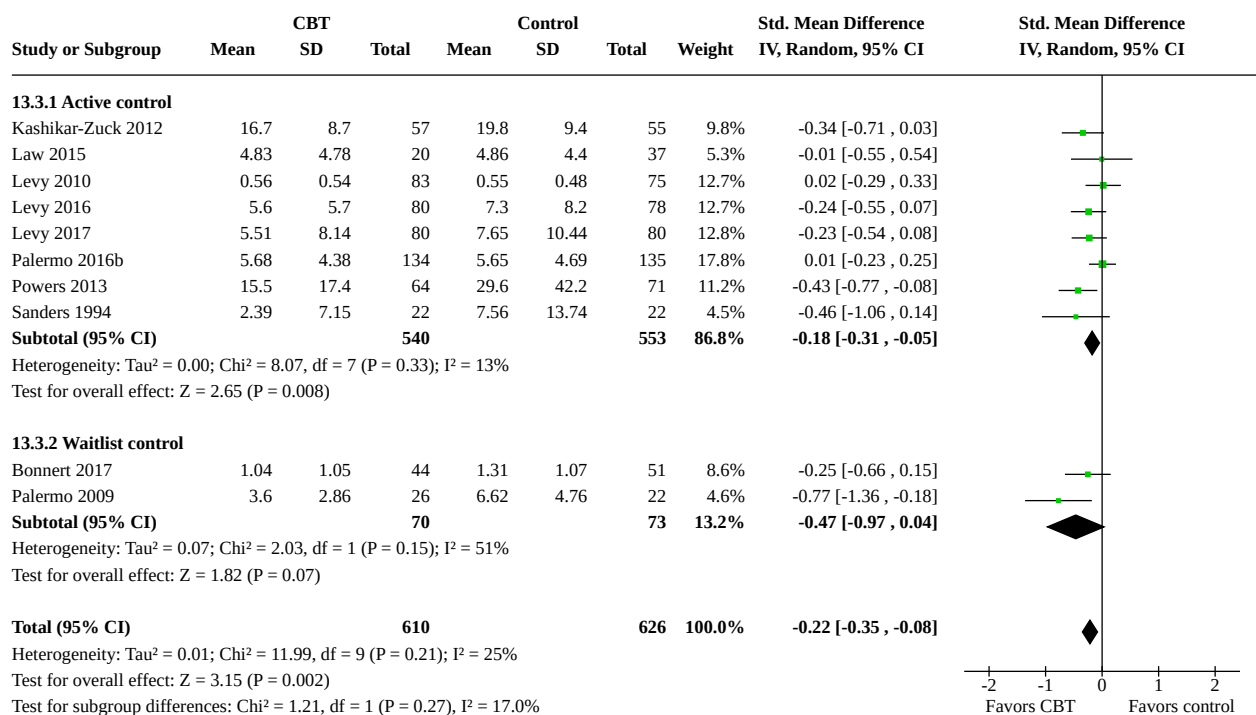 CBT Control Std. Mean Difference Std. Mean Difference
Study or Subgroup Mean SD Total Mean SD Total Weight IV, Random, 95% CI IV, Random, 95% CI
13.3.1 Active control
Kashikar-Zuck 2012 16.7 8.7 57 19.8 9.4 55 9.8% -0.34 [-0.71 , 0.03]
Law 2015 4.83 4.78 20 4.86 4.4 37 5.3% -0.01 [-0.55 , 0.54]
Levy 2010 0.56 0.54 83 0.55 0.48 75 12.7% 0.02 [-0.29 , 0.33]
Levy 2016 5.6 5.7 80 7.3 8.2 78 12.7% -0.24 [-0.55 , 0.07]
Levy 2017 5.51 8.14 80 7.65 10.44 80 12.8% -0.23 [-0.54 , 0.08]
Palermo 2016b 5.68 4.38 134 5.65 4.69 135 17.8% 0.01 [-0.23 , 0.25]
Powers 2013 15.5 17.4 64 29.6 42.2 71 11.2% -0.43 [-0.77 , -0.08]
Sanders 1994 2.39 7.15 22 7.56 13.74 22 4.5% -0.46 [-1.06 , 0.14]
Subtotal (95% CI) 540 553 86.8% -0.18 [-0.31 , -0.05]
Heterogeneity: Tau² = 0.00; Chi² = 8.07, df = 7 (P = 0.33); I² = 13%
Test for overall effect: Z = 2.65 (P = 0.008)
13.3.2 Waitlist control
Bonnert 2017 1.04 1.05 44 1.31 1.07 51 8.6% -0.25 [-0.66 , 0.15]
Palermo 2009 3.6 2.86 26 6.62 4.76 22 4.6% -0.77 [-1.36 , -0.18]
Subtotal (95% CI) 70 73 13.2% -0.47 [-0.97 , 0.04]
Heterogeneity: Tau² = 0.07; Chi² = 2.03, df = 1 (P = 0.15); I² = 51%
Test for overall effect: Z = 1.82 (P = 0.07)
Total (95% CI) 610 626 100.0% -0.22 [-0.35 , -0.08]
Heterogeneity: Tau² = 0.01; Chi² = 11.99, df = 9 (P = 0.21); I² = 25%
Test for overall effect: Z = 3.15 (P = 0.002) -2 -1 0 1 2
Test for subgroup differences: Chi² = 1.21, df = 1 (P = 0.27), I² = 17.0% Favors CBT Favors control